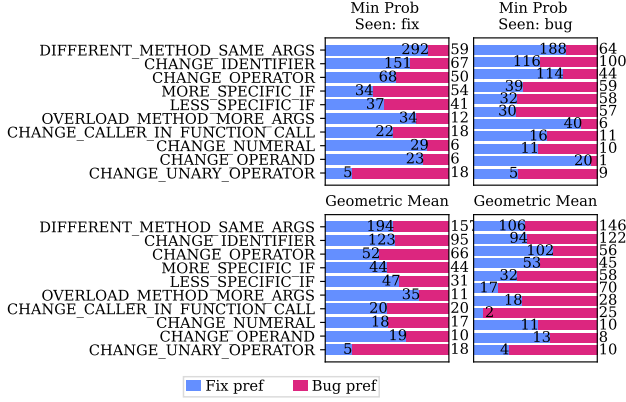 Min Prob
Seen: fix
DIFFERENT_METHOD_SAME_ARGS 292 59
CHANGE_IDENTIFIER 151 67
CHANGE_OPERATOR 68 50
MORE_SPECIFIC_IF 34 54
LESS_SPECIFIC_IF 37 41
OVERLOAD_METHOD_MORE_ARGS 34 12
CHANGE_CALLER_IN_FUNCTION_CALL 22 18
CHANGE_NUMERAL 29 6
CHANGE_OPERAND 23 6
CHANGE_UNARY_OPERATOR 5 18
Min Prob
Seen: bug
188 64
116 100
114 44
39 59
32 58
30 57
40 6
16 11
11 10
20 1
5 9
Geometric Mean
DIFFERENT_METHOD_SAME_ARGS 194 157
CHANGE_IDENTIFIER 123 95
CHANGE_OPERATOR 52 66
MORE_SPECIFIC_IF 44 44
LESS_SPECIFIC_IF 47 31
OVERLOAD_METHOD_MORE_ARGS 35 11
CHANGE_CALLER_IN_FUNCTION_CALL 20 20
CHANGE_NUMERAL 18 17
CHANGE_OPERAND 19 10
CHANGE_UNARY_OPERATOR 5 18
Geometric Mean
106 146
94 122
102 56
53 45
32 58
17 70
18 28
2 25
11 10
13 8
4 10
Fix pref Bug pref